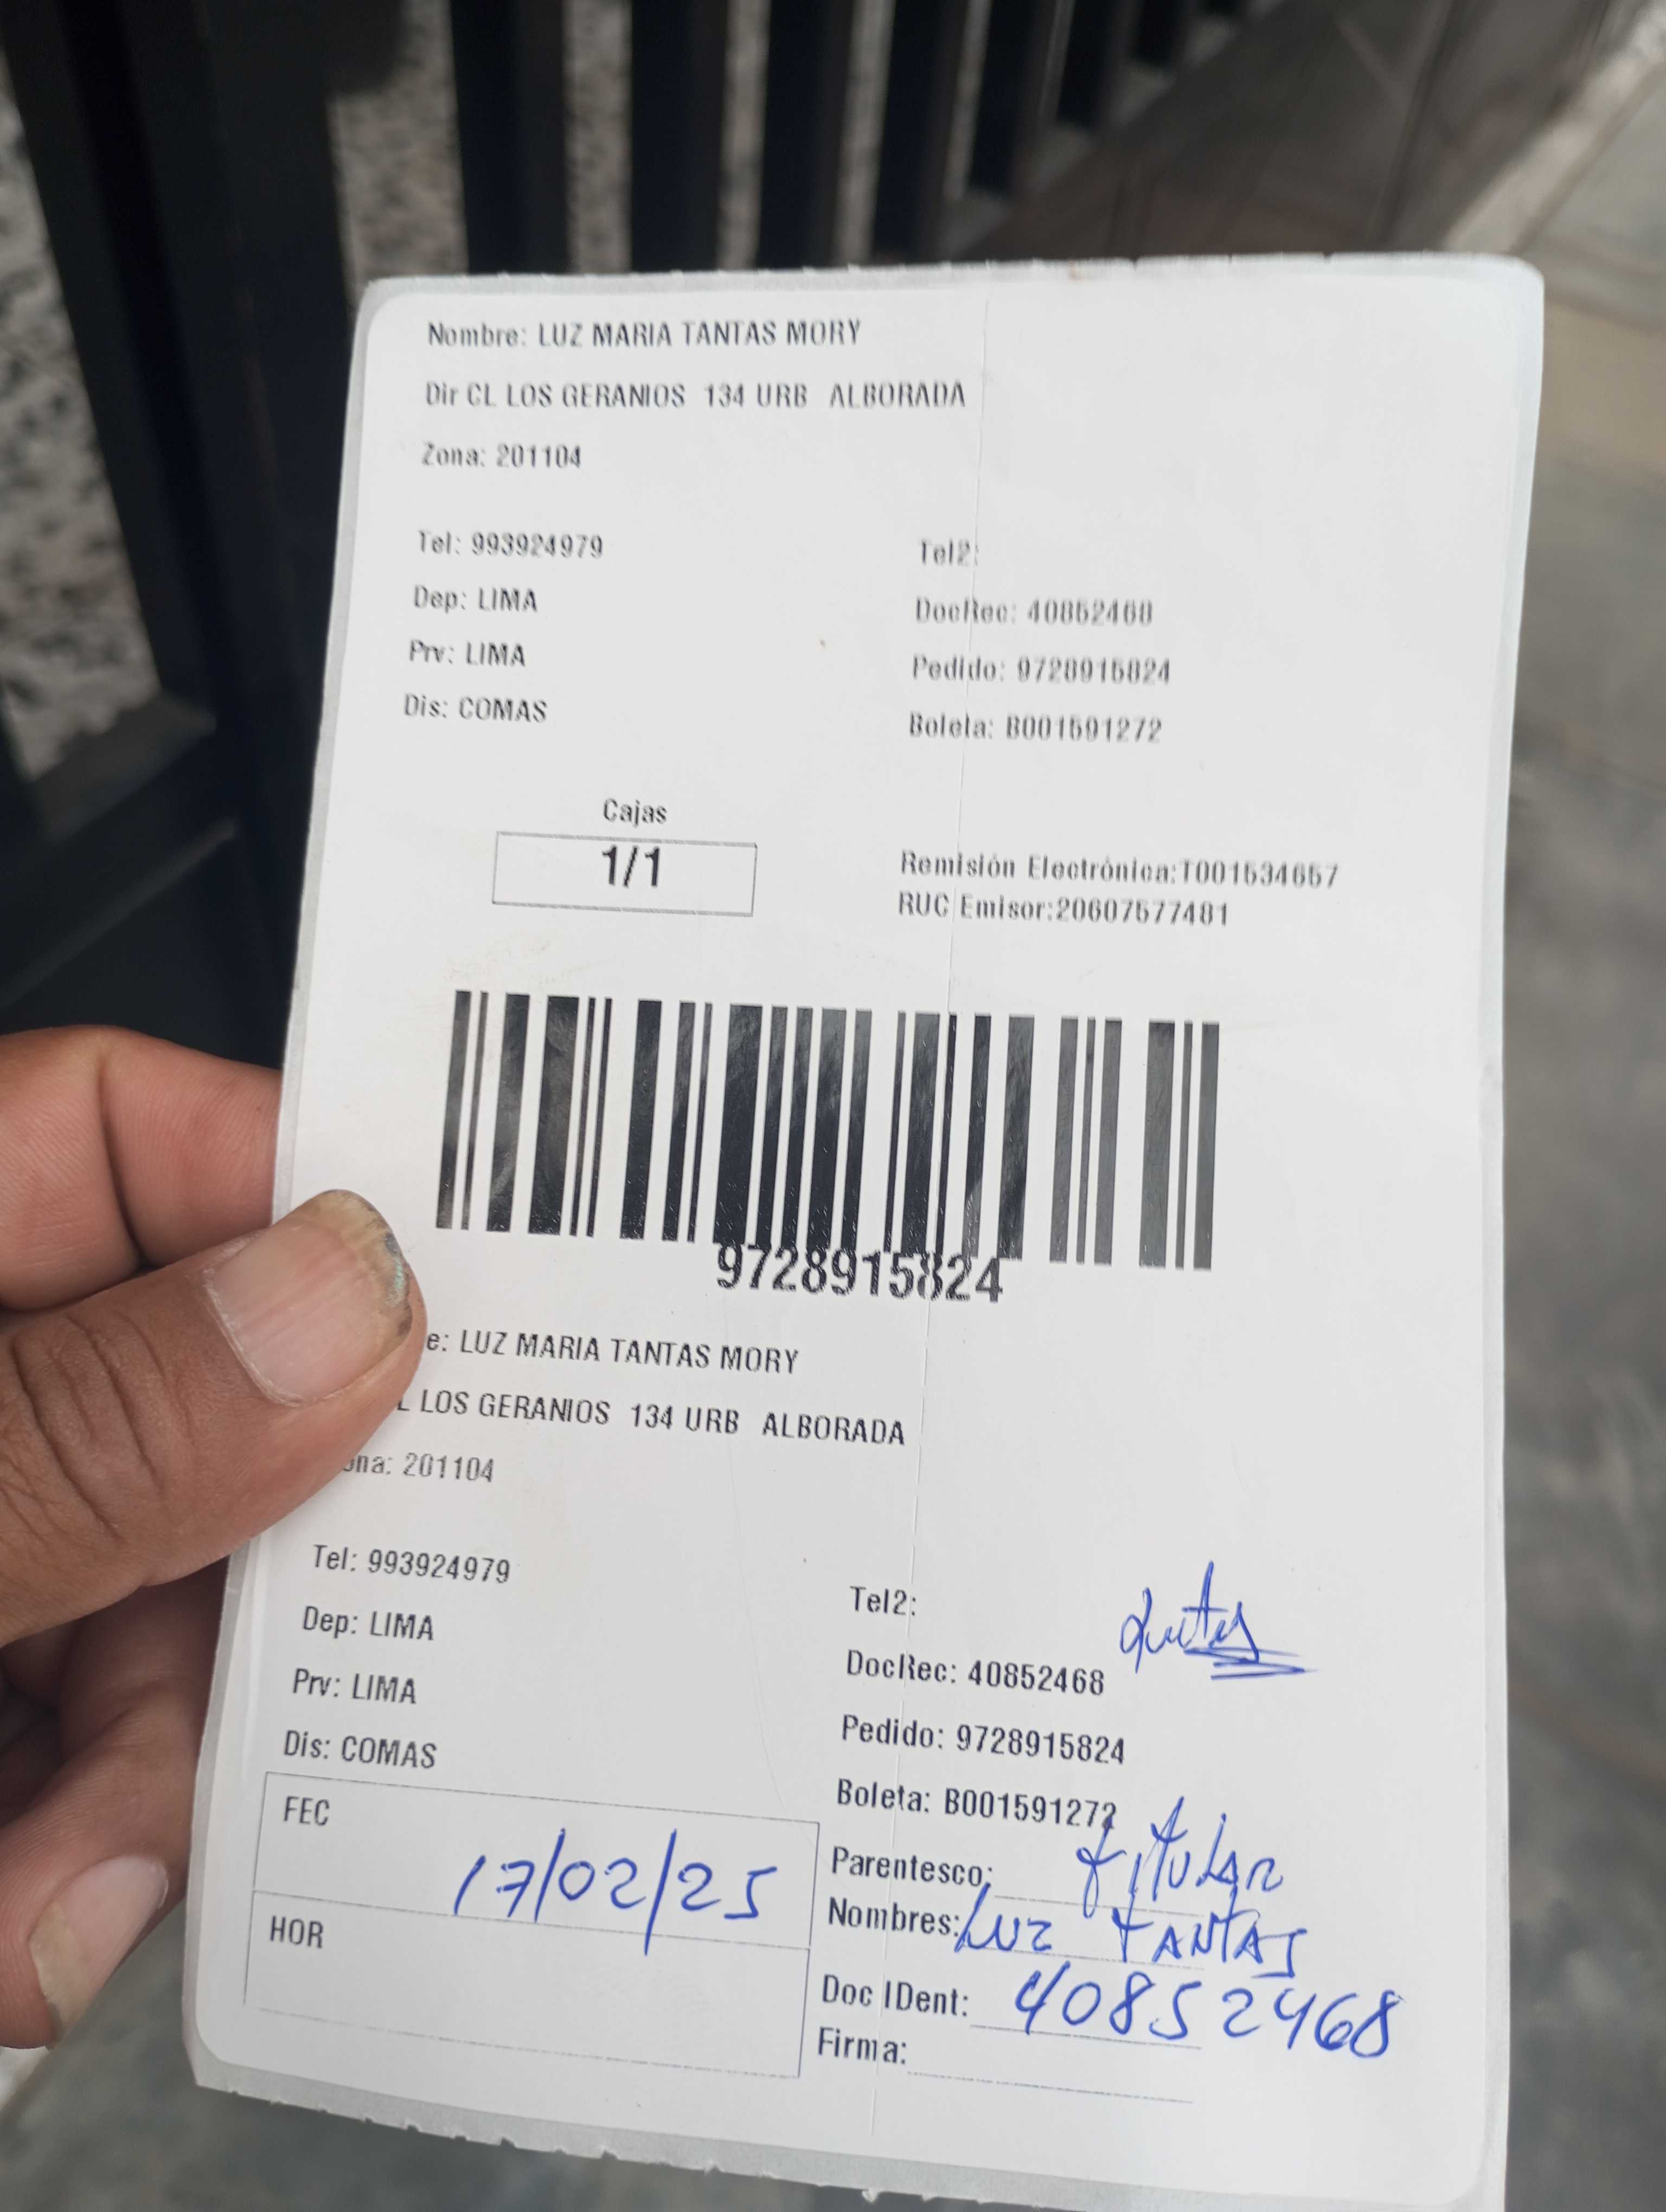 Nombre: LUZ MARIA TANTAS MORY
Dir CL LOS GERANIOS 134 URB ALBORADA
Zona: 201104
Tel: 993924979
Tel2:
Dep: LIMA
DocRec: 40852468
Prv: LIMA
Pedido: 9728915824
Dis: COMAS
Boleta: B001591272
Cajas
1/1
Remisión Electrónica:T001534657
RUC Emisor:20607577481
9728915824
e: LUZ MARIA TANTAS MORY
L LOS GERANIOS 134 URB ALBORADA
ona: 201104
Tel: 993924979
Tel2:
Dep: LIMA
DocRec: 40852468
Prv: LIMA
Pedido: 9728915824
Dis: COMAS
Boleta: B001591272
FEC 17/02/25
Parentesco: titular
HOR
Nombres: Luz TANTAS
Doc IDent: 40852468
Firma: